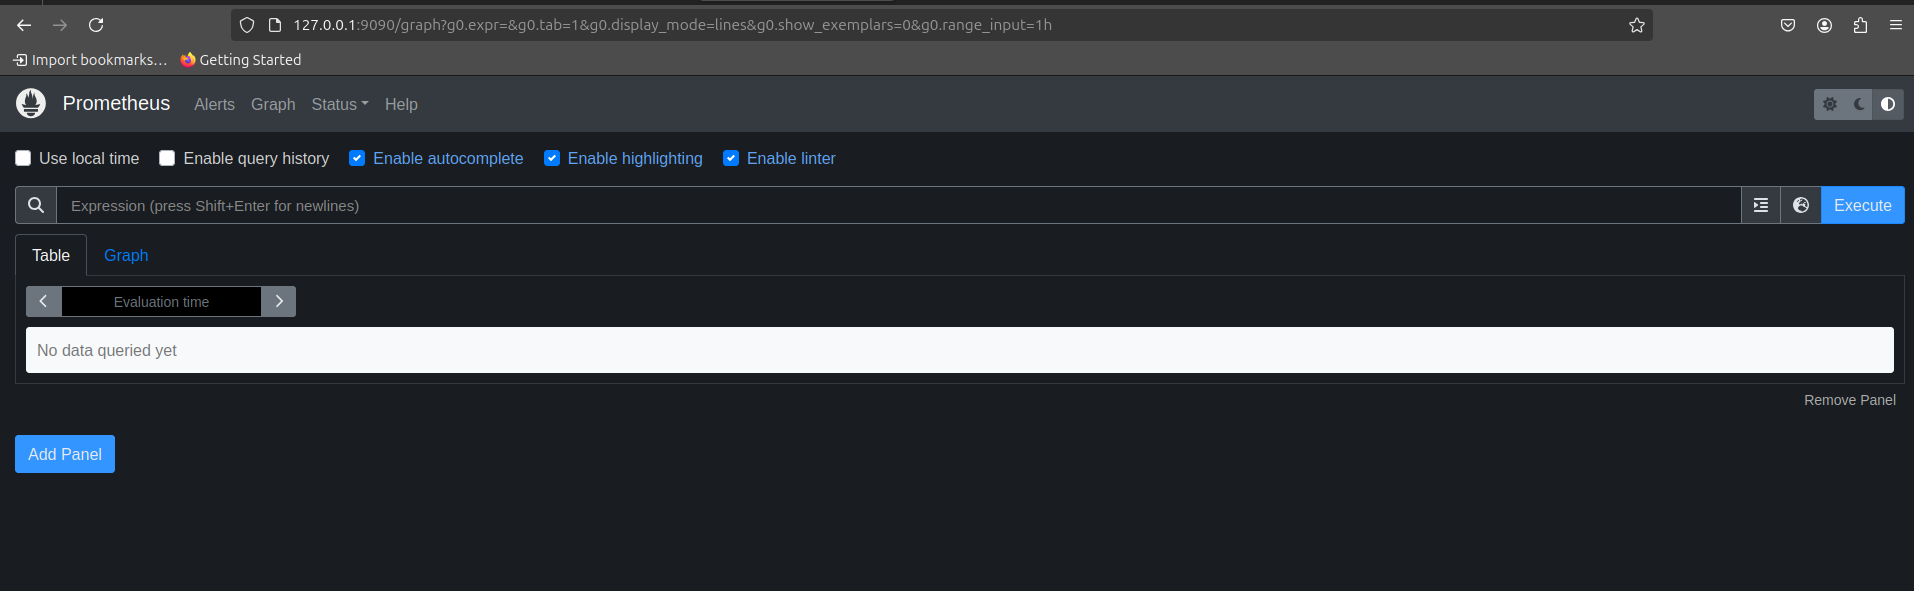 127.0.0.1:9090/graph?g0.expr=&g0.tab=1&g0.display_mode=lines&g0.show_exemplars=0&g0.range_input=1h
Import bookmarks… Getting Started
Prometheus Alerts Graph Status Help
Use local time Enable query history Enable autocomplete Enable highlighting Enable linter
Expression (press Shift+Enter for newlines) Execute
Table Graph
Evaluation time
No data queried yet
Remove Panel
Add Panel